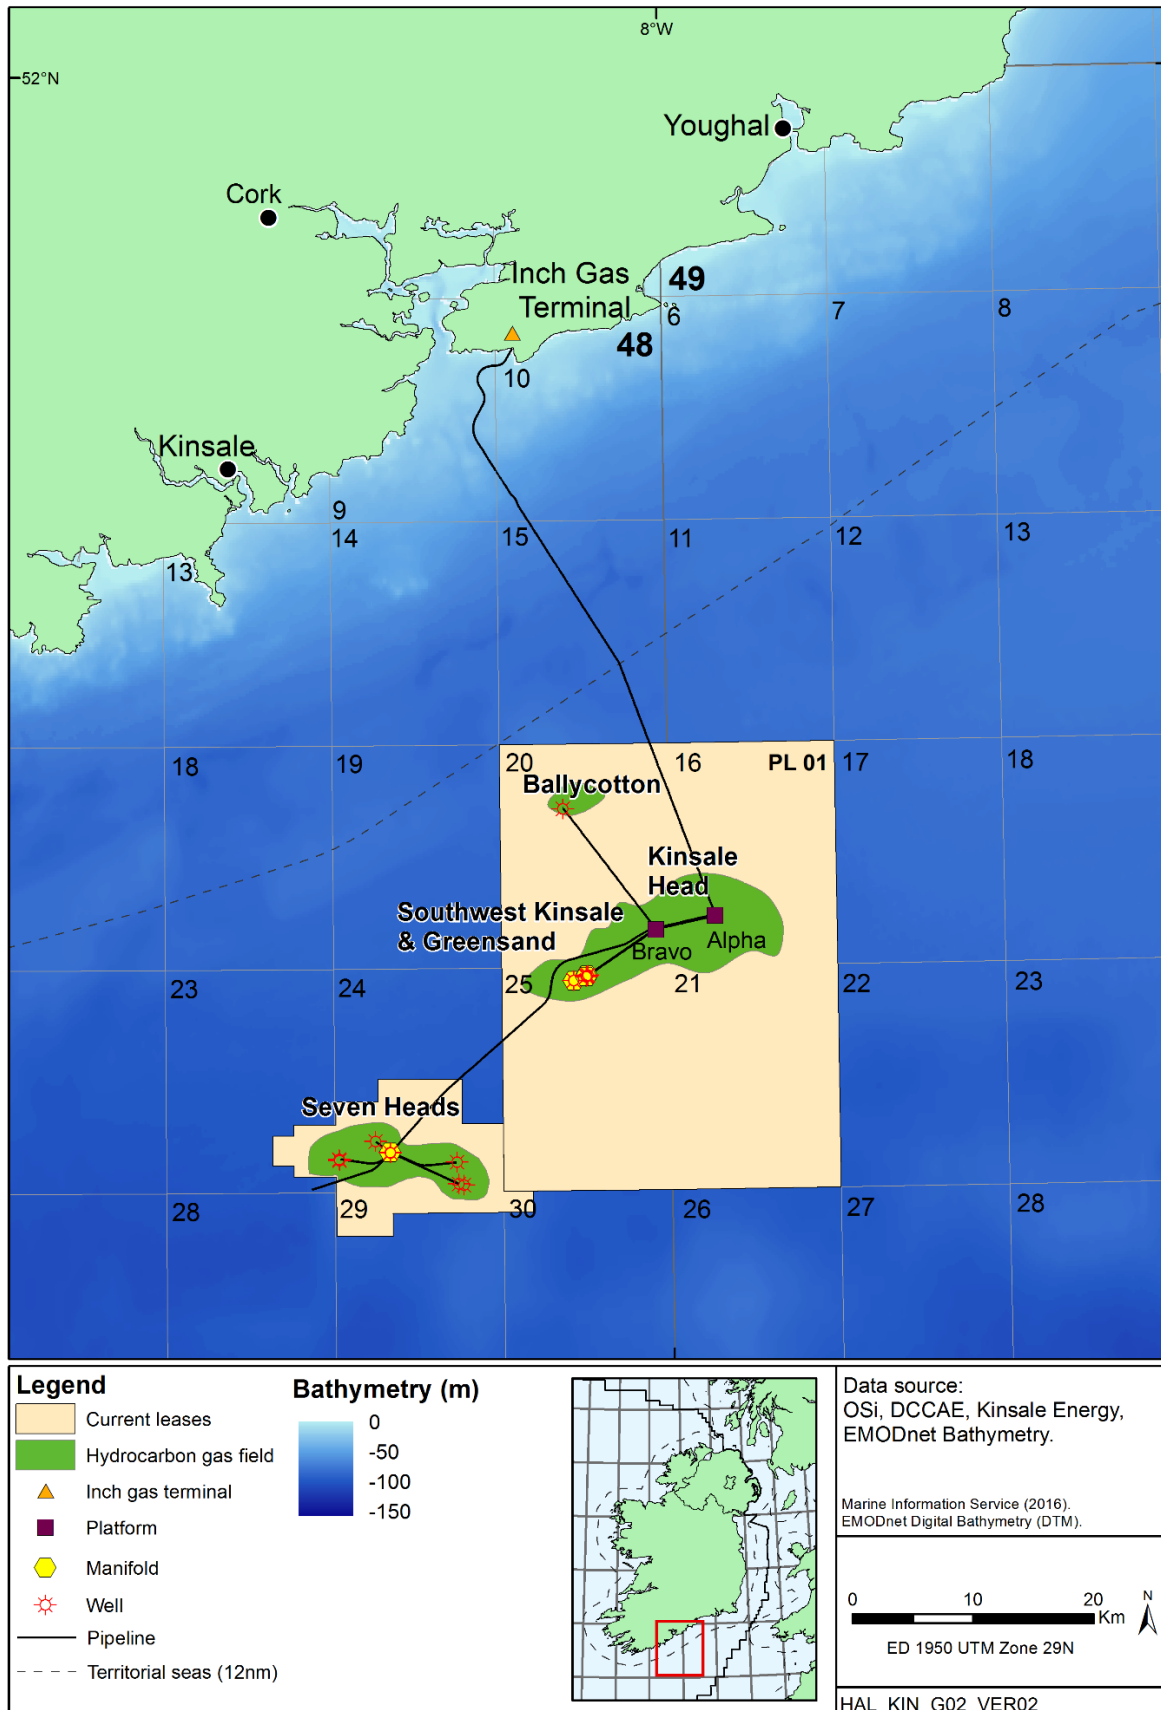 8°W
52°N
Youghal
Cork
Inch Gas
Terminal
49
6
7
8
48
10
Kinsale
9
14
15
11
12
13
13
18
19
20
16
PL 01
17
18
Ballycotton
Kinsale
Head
Southwest Kinsale
& Greensand
Bravo
Alpha
23
24
25
21
22
23
Seven Heads
28
29
30
26
27
28
Legend
Current leases
Hydrocarbon gas field
Inch gas terminal
Platform
Manifold
Well
Pipeline
Territorial seas (12nm)
Bathymetry (m)
0
-50
-100
-150
Data source:
OSi, DCCAE, Kinsale Energy,
EMODnet Bathymetry.
Marine Information Service (2016).
EMODnet Digital Bathymetry (DTM).
0 10 20
Km
N
ED 1950 UTM Zone 29N
HAL_KIN_G02_VER02